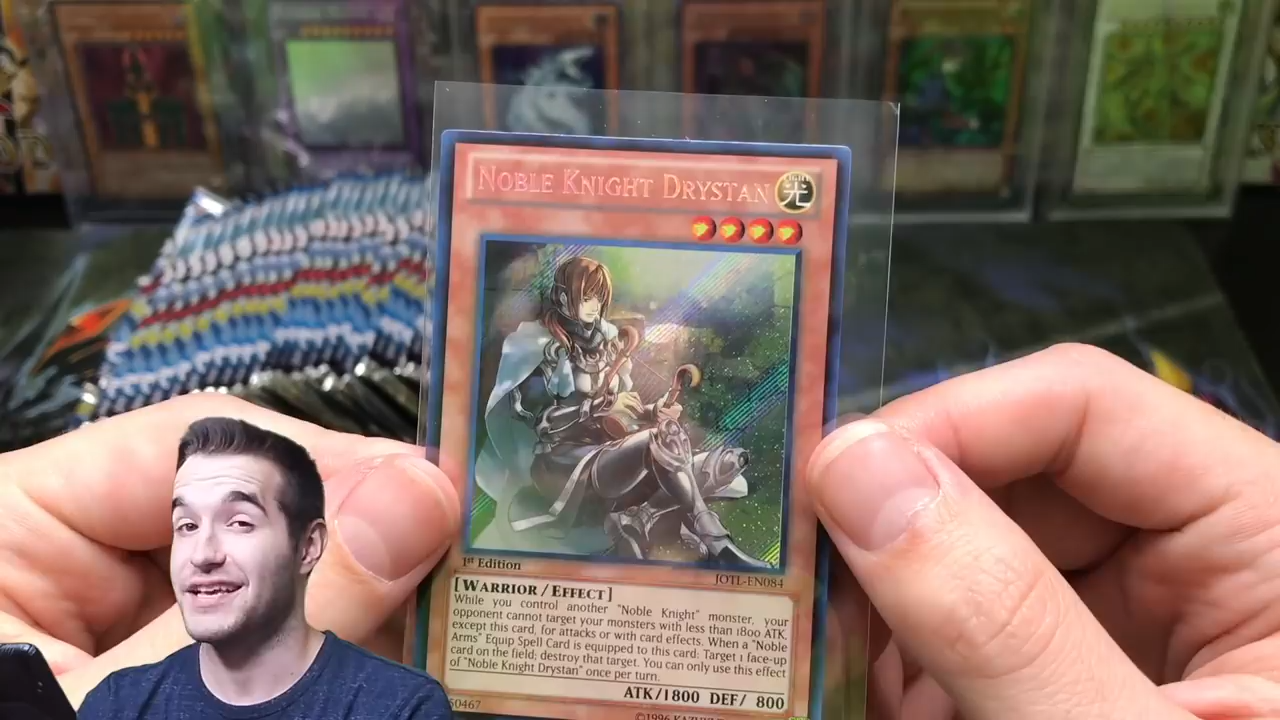 NOBLE KNIGHT DRYSTAN
LIGHT
光
1st Edition
JOTL-EN084
[WARRIOR / EFFECT]
While you control another "Noble Knight" monster, your
opponent cannot target your monsters with less than 1800 ATK,
except this card, for attacks or with card effects. When a "Noble
Arms" Equip Spell Card is equipped to this card: Target 1 face-up
card on the field; destroy that target. You can only use this effect
of "Noble Knight Drystan" once per turn.
ATK/1800 DEF/ 800
50467
©1996